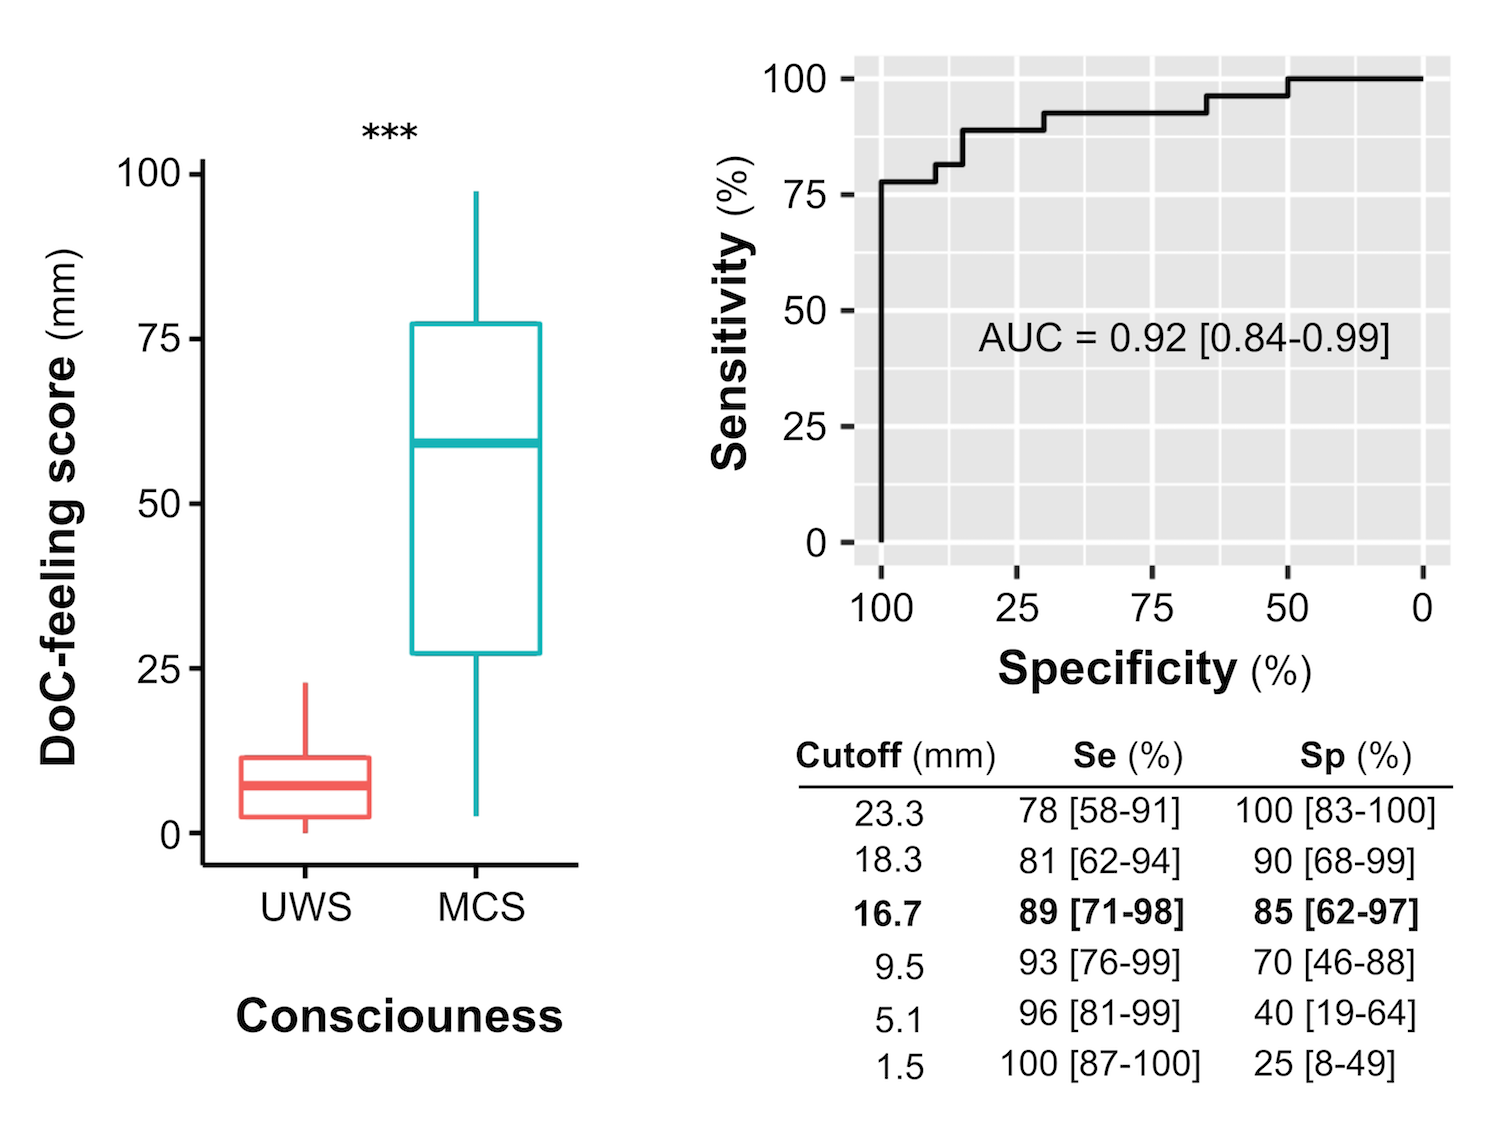 ***
100
75
50
25
0
DoC-feeling score (mm)
UWS
MCS
Consciouness
100
75
50
25
0
Sensitivity (%)
AUC = 0.92 [0.84-0.99]
100 25 75 50 0
Specificity (%)
Cutoff (mm) Se (%) Sp (%)
23.3 78 [58-91] 100 [83-100]
18.3 81 [62-94] 90 [68-99]
16.7 89 [71-98] 85 [62-97]
9.5 93 [76-99] 70 [46-88]
5.1 96 [81-99] 40 [19-64]
1.5 100 [87-100] 25 [8-49]